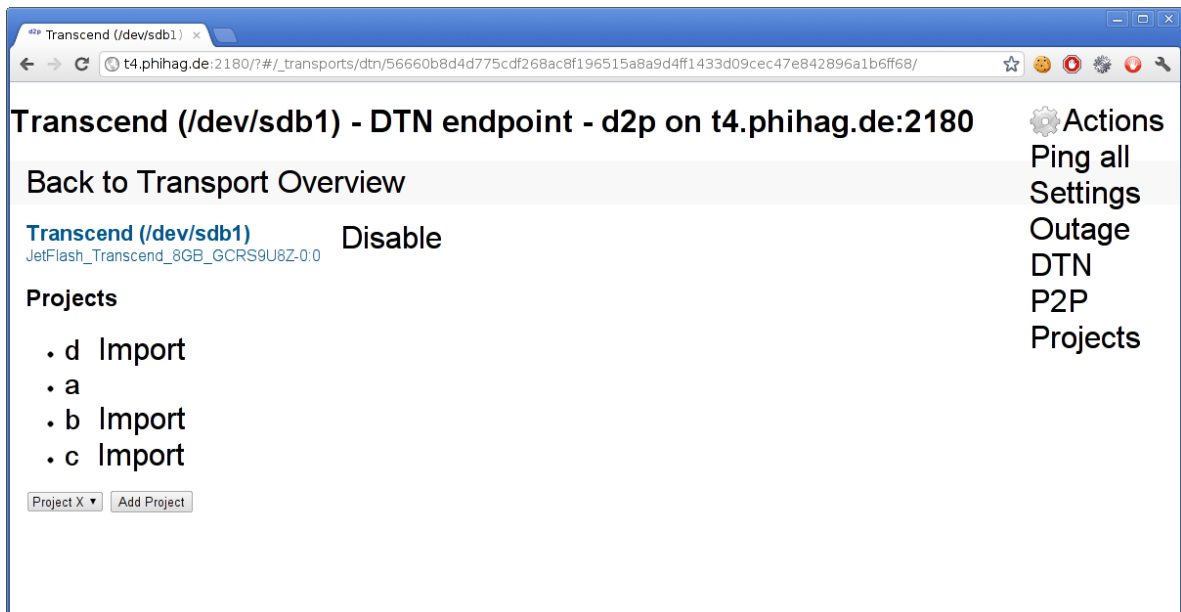 d2p Transcend (/dev/sdb1) ×
t4.phihag.de:2180/?#/_transports/dtn/56660b8d4d775cdf268ac8f196515a8a9d4ff1433d09cec47e842896a1b6ff68/
Transcend (/dev/sdb1) - DTN endpoint - d2p on t4.phihag.de:2180
Actions
Ping all
Settings
Outage
DTN
P2P
Projects
Back to Transport Overview
Transcend (/dev/sdb1) Disable
JetFlash_Transcend_8GB_GCRS9U8Z-0:0
Projects
• d Import
• a
• b Import
• c Import
Project X ▼ Add Project